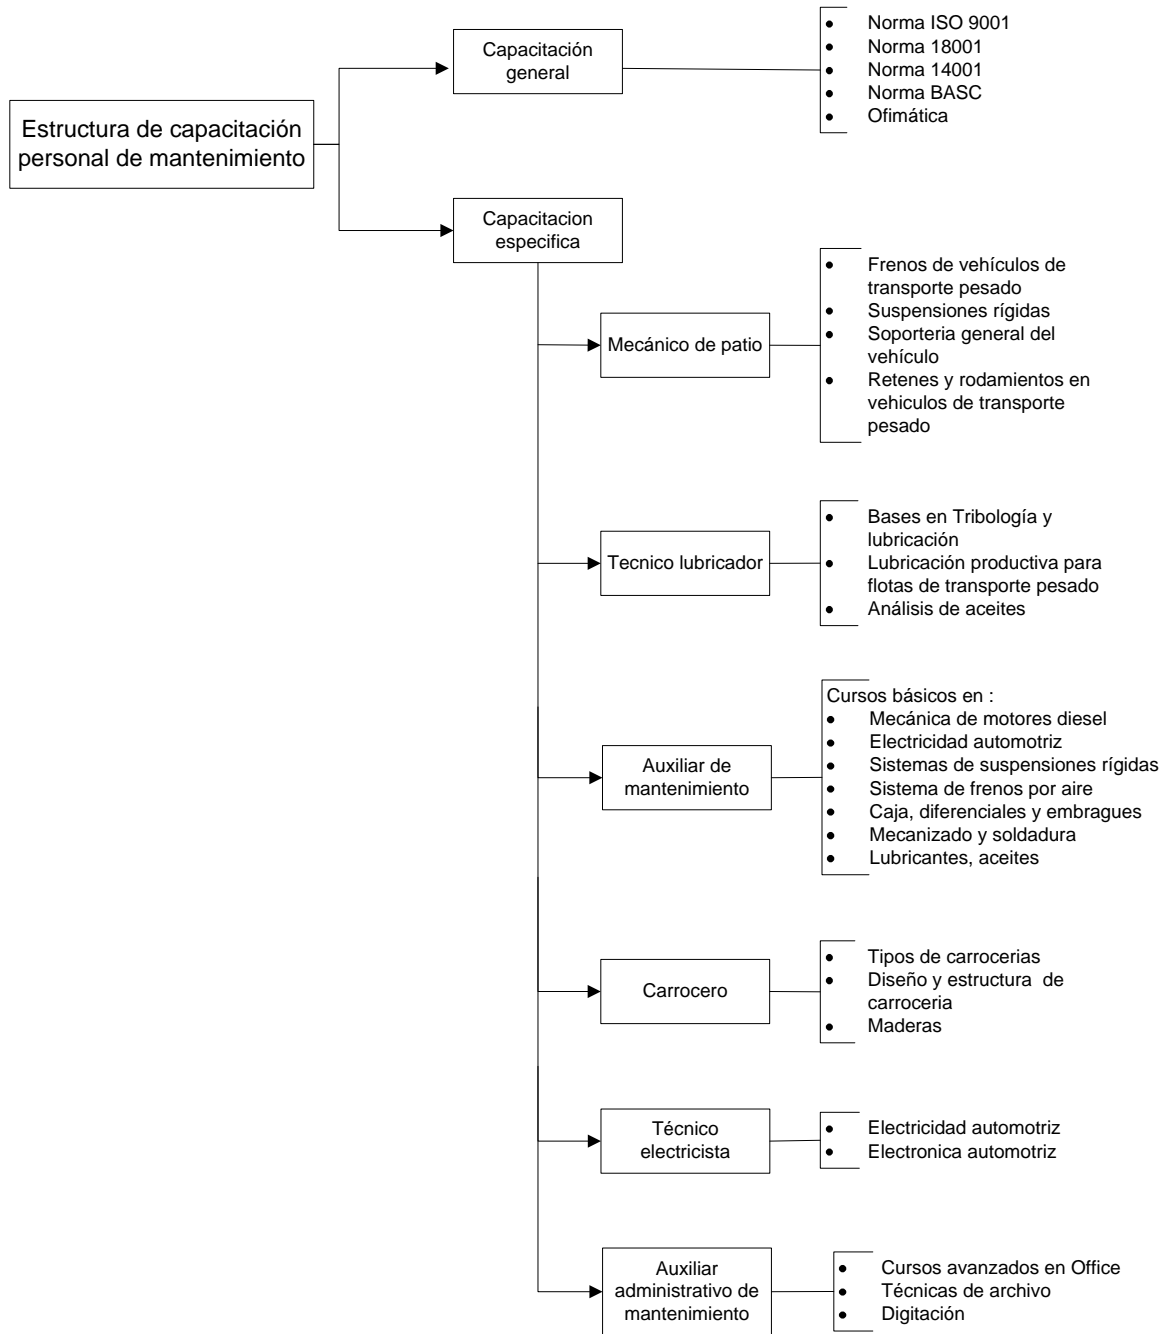 Estructura de capacitación
personal de mantenimiento
Capacitación
general
• Norma ISO 9001
• Norma 18001
• Norma 14001
• Norma BASC
• Ofimática
Capacitacion
especifica
Mecánico de patio
• Frenos de vehículos de
transporte pesado
• Suspensiones rígidas
• Soporteria general del
vehículo
• Retenes y rodamientos en
vehiculos de transporte
pesado
Tecnico lubricador
• Bases en Tribología y
lubricación
• Lubricación productiva para
flotas de transporte pesado
• Análisis de aceites
Auxiliar de
mantenimiento
Cursos básicos en :
• Mecánica de motores diesel
• Electricidad automotriz
• Sistemas de suspensiones rígidas
• Sistema de frenos por aire
• Caja, diferenciales y embragues
• Mecanizado y soldadura
• Lubricantes, aceites
Carrocero
• Tipos de carrocerias
• Diseño y estructura de
carroceria
• Maderas
Técnico
electricista
• Electricidad automotriz
• Electronica automotriz
Auxiliar
administrativo de
mantenimiento
• Cursos avanzados en Office
• Técnicas de archivo
• Digitación